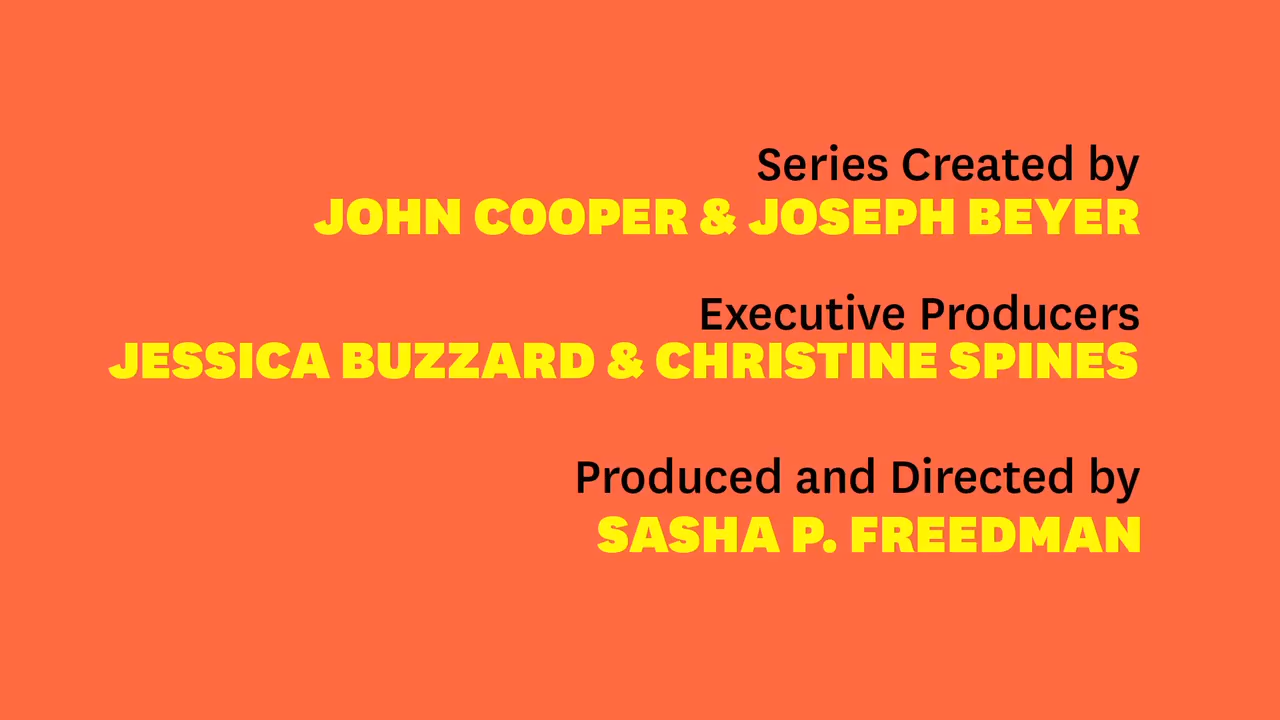 Series Created by
JOHN COOPER & JOSEPH BEYER
Executive Producers
JESSICA BUZZARD & CHRISTINE SPINES
Produced and Directed by
SASHA P. FREEDMAN